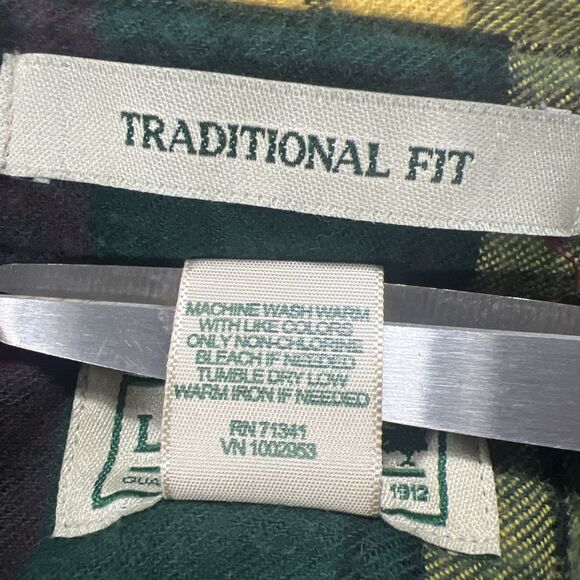 TRADITIONAL FIT
MACHINE WASH WARM
WITH LIKE COLORS
ONLY NON-CHLORINE
BLEACH IF NEEDED
TUMBLE DRY LOW
WARM IRON IF NEEDED
RN 71341
VN 1002953
L
1912